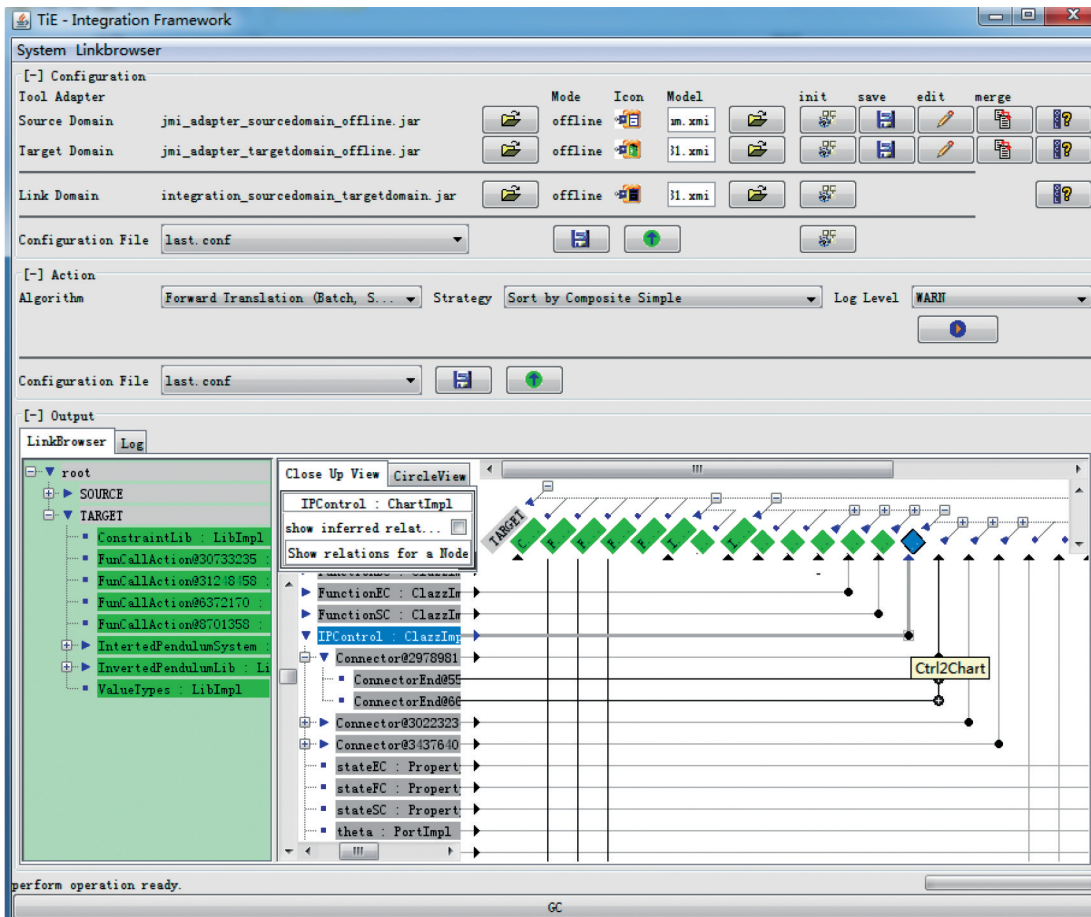 TiE - Integration Framework
System Linkbrowser
[-] Configuration
Tool Adapter Mode Icon Model init save edit merge
Source Domain jmi_adapter_sourcedomain_offline.jar offline um.xmi
Target Domain jmi_adapter_targetdomain_offline.jar offline 31.xmi
Link Domain integration_sourcedomain_targetdomain.jar offline 31.xmi
Configuration File last.conf
[-] Action
Algorithm Forward Translation (Batch, S... Strategy Sort by Composite Simple Log Level WARN
Configuration File last.conf
[-] Output
LinkBrowser Log
root
SOURCE
TARGET
ConstraintLib : LibImpl
FunCallAction@30733235 :
FunCallAction@31248458 :
FunCallAction@6372170 :
FunCallAction@8701358 :
IntertedPendulumSystem :
InvertedPendulumLib : Li
ValueTypes : LibImpl
Close Up View CircleView
IPControl : ChartImpl
show inferred relat...
Show relations for a Node
TARGET
C... F... F... F... F... I... I...
FunctionEC : ClazzIm
FunctionSC : ClazzIm
IPControl : ClazzImp
Connector@2978981
ConnectorEnd@55
ConnectorEnd@66
Connector@3022323
Connector@3437640
stateEC : Propert
stateFC : Propert
stateSC : Propert
theta : PortImpl
Ctrl2Chart
perform operation ready.
GC